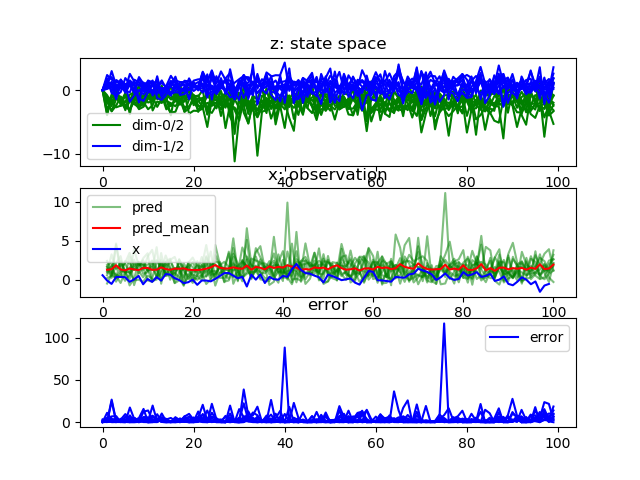 z: state space
0
−10
dim-0/2
dim-1/2
0 20 40 60 80 100
x: observation
10
5
0
pred
pred_mean
x
0 20 40 60 80 100
error
100
50
0
error
0 20 40 60 80 100